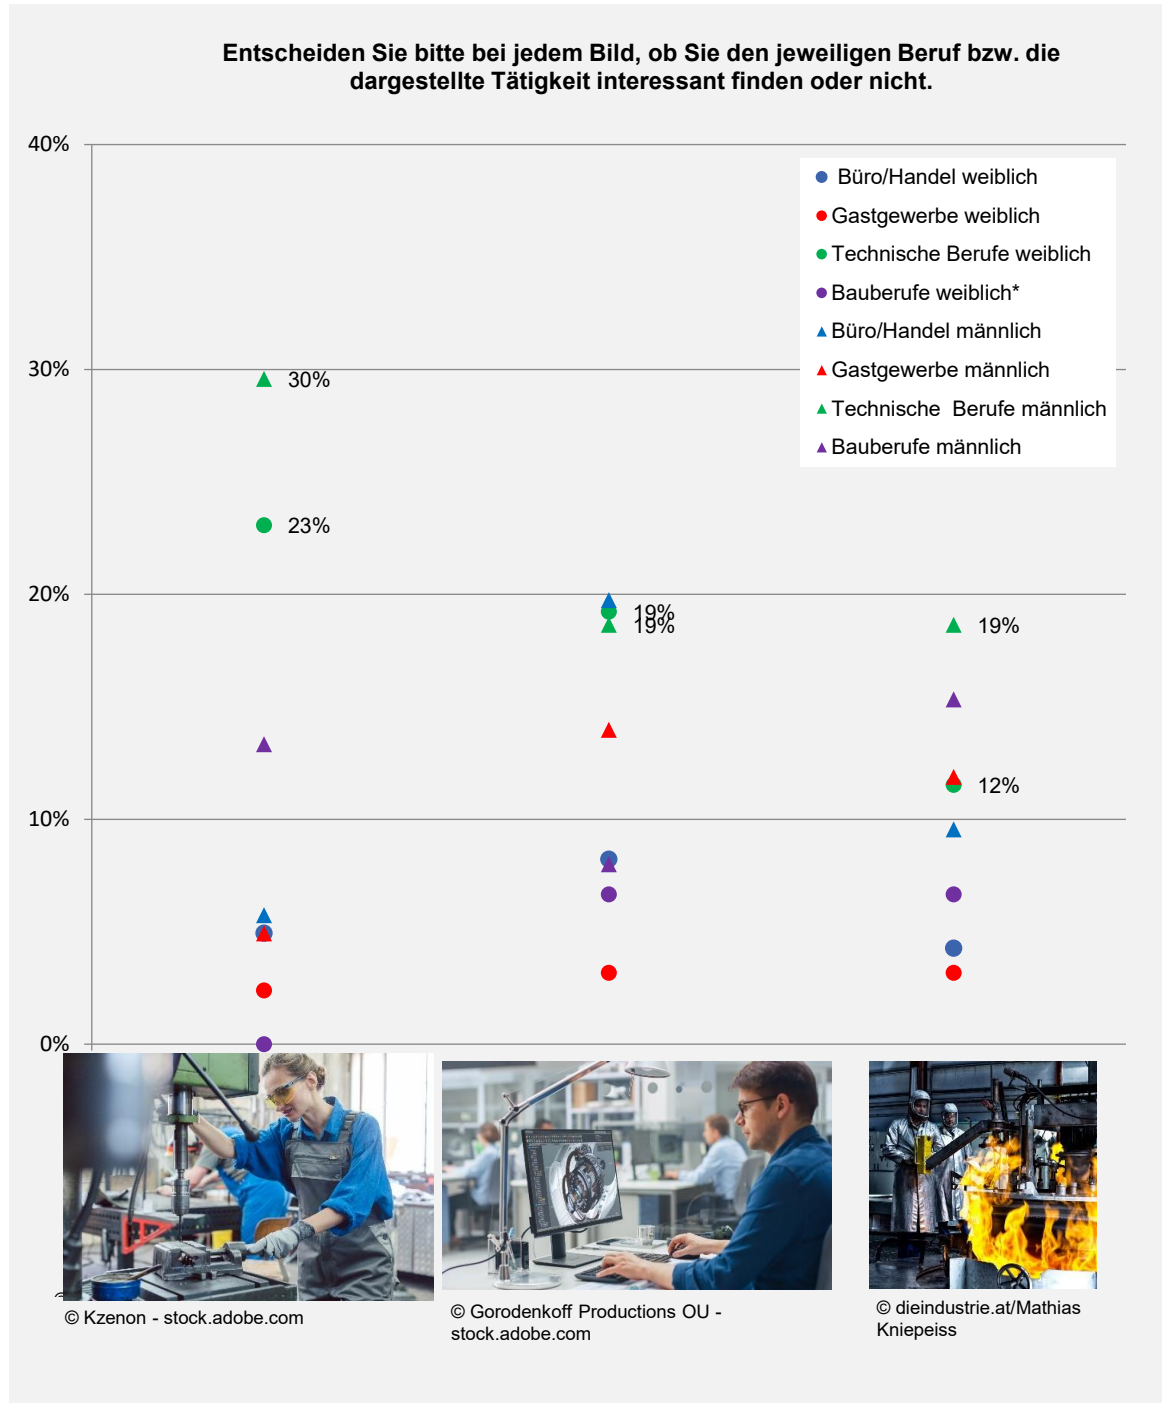 Entscheiden Sie bitte bei jedem Bild, ob Sie den jeweiligen Beruf bzw. die
dargestellte Tätigkeit interessant finden oder nicht.
40%
30%
20%
10%
0%
Büro/Handel weiblich
Gastgewerbe weiblich
Technische Berufe weiblich
Bauberufe weiblich*
Büro/Handel männlich
Gastgewerbe männlich
Technische  Berufe männlich
Bauberufe männlich
30%
23%
19%
19%
19%
12%
© Kzenon - stock.adobe.com
© Gorodenkoff Productions OU -
stock.adobe.com
© dieindustrie.at/Mathias
Kniepeiss